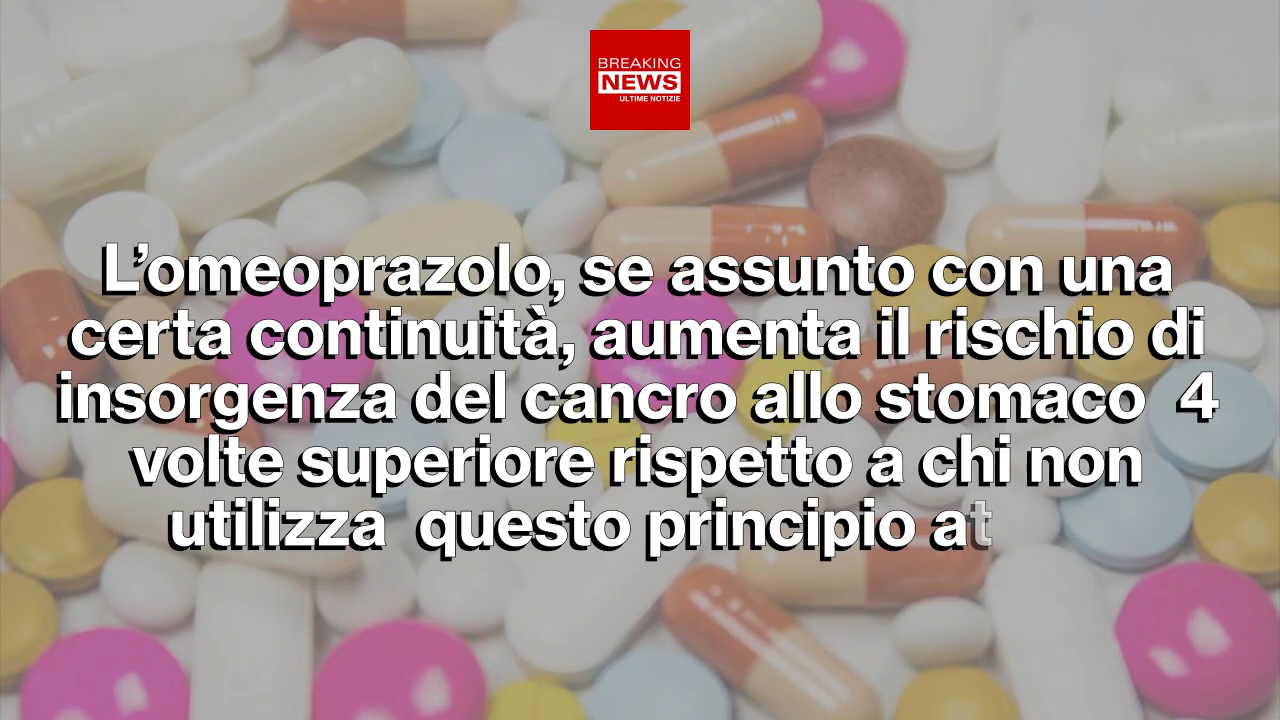 BREAKING
NEWS
ULTIME NOTIZIE
L’omeoprazolo, se assunto con una
certa continuità, aumenta il rischio di
insorgenza del cancro allo stomaco  4
volte superiore rispetto a chi non
utilizza  questo principio at